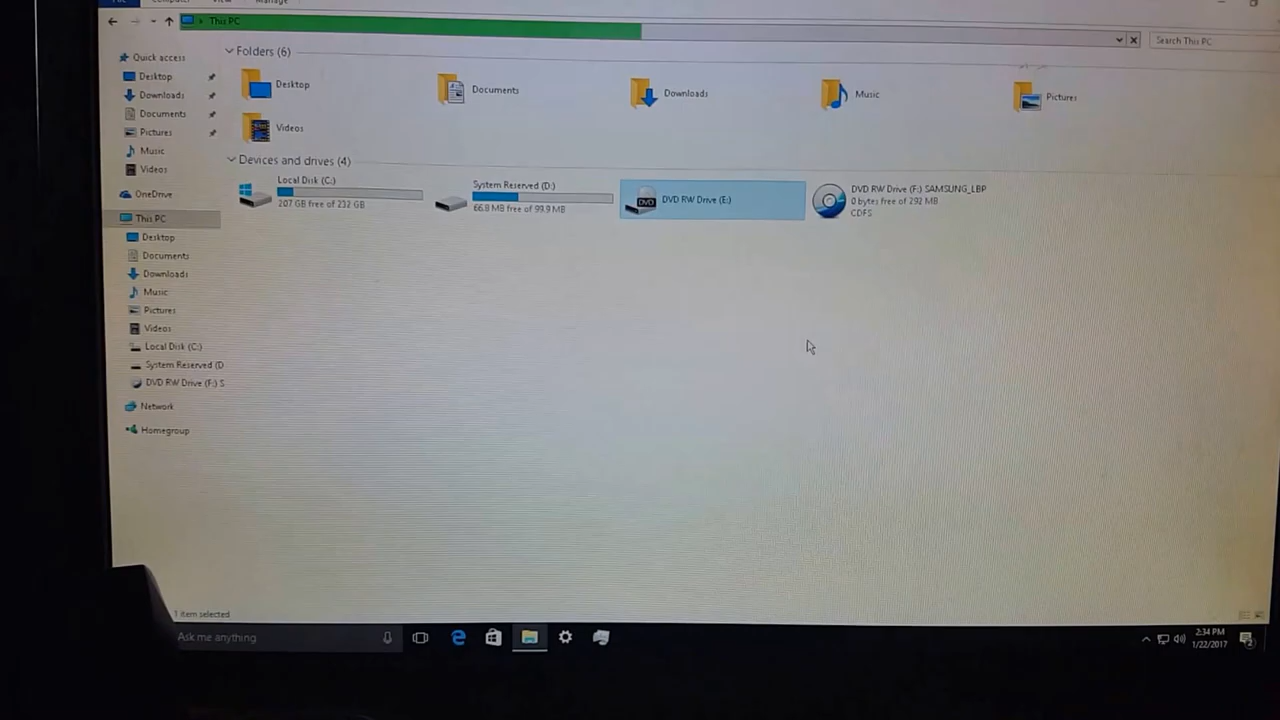 File Computer View Manage
This PC
Search This PC
Quick access
Desktop
Downloads
Documents
Pictures
Music
Videos
OneDrive
This PC
Desktop
Documents
Downloads
Music
Pictures
Videos
Local Disk (C:)
System Reserved (D
DVD RW Drive (F:) S
Network
Homegroup
Folders (6)
Desktop
Documents
Downloads
Music
Pictures
Videos
Devices and drives (4)
Local Disk (C:)
207 GB free of 232 GB
System Reserved (D:)
66.8 MB free of 99.9 MB
DVD
DVD RW Drive (E:)
DVD RW Drive (F:) SAMSUNG_LBP
0 bytes free of 292 MB
CDFS
1 item selected
Ask me anything
2:34 PM
1/22/2017
2